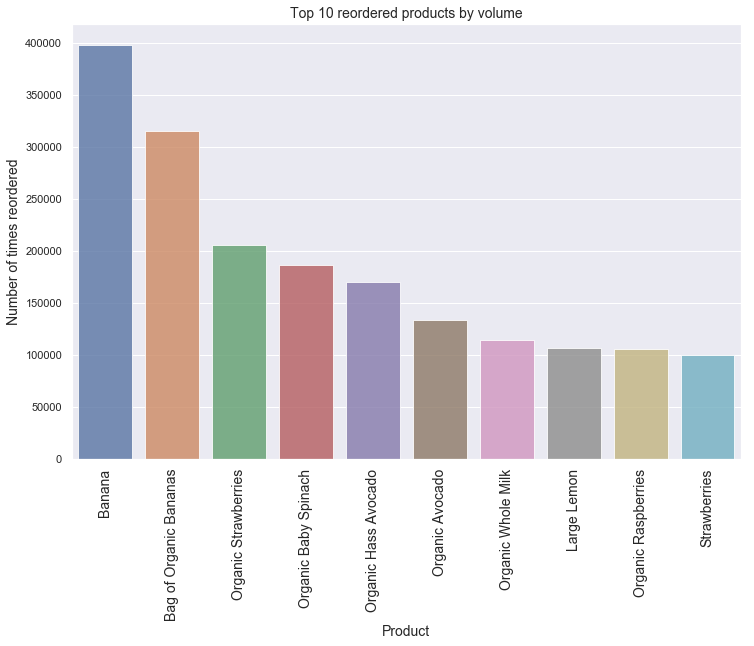 Top 10 reordered products by volume
Number of times reordered
400000
350000
300000
250000
200000
150000
100000
50000
0
Banana
Bag of Organic Bananas
Organic Strawberries
Organic Baby Spinach
Organic Hass Avocado
Organic Avocado
Organic Whole Milk
Large Lemon
Organic Raspberries
Strawberries
Product